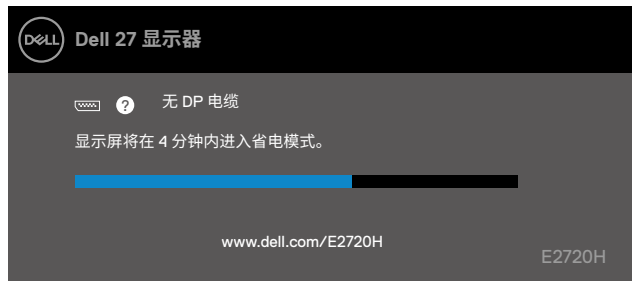 DELL
Dell 27 显示器
? 无 DP 电缆
显示屏将在 4 分钟内进入省电模式。
www.dell.com/E2720H
E2720H